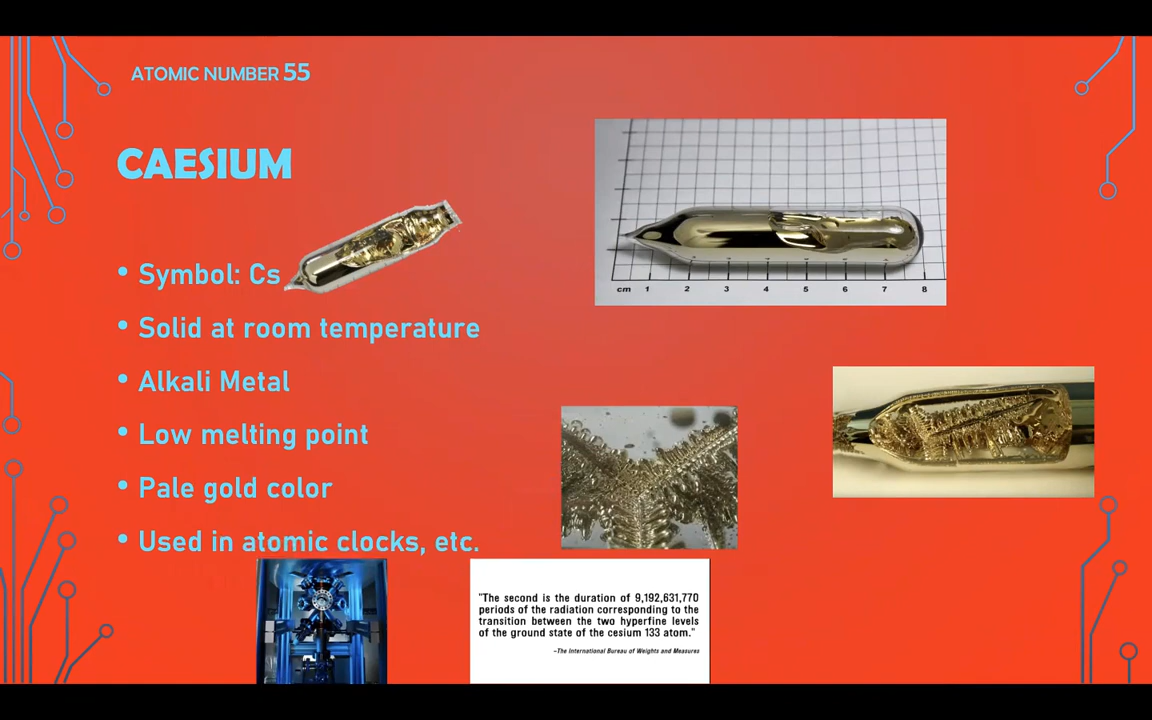 ATOMIC NUMBER 55
CAESIUM
• Symbol: Cs
• Solid at room temperature
• Alkali Metal
• Low melting point
• Pale gold color
• Used in atomic clocks, etc.
cm 1 2 3 4 5 6 7 8
"The second is the duration of 9,192,631,770
periods of the radiation corresponding to the
transition between the two hyperfine levels
of the ground state of the cesium 133 atom."
–The International Bureau of Weights and Measures